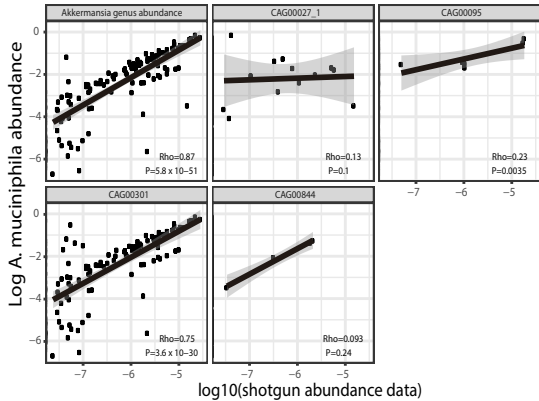 Akkermansia genus abundance
CAG00027_1
CAG00095
0
−2
−4
−6
Rho=0.87
P=5.8 x 10−51
Rho=0.13
P=0.1
Rho=0.23
P=0.0035
−7
−6
−5
CAG00301
CAG00844
0
−2
−4
−6
Rho=0.75
P=3.6 x 10−30
Rho=0.093
P=0.24
−7
−6
−5
−7
−6
−5
Log A. muciniphila abundance
log10(shotgun abundance data)